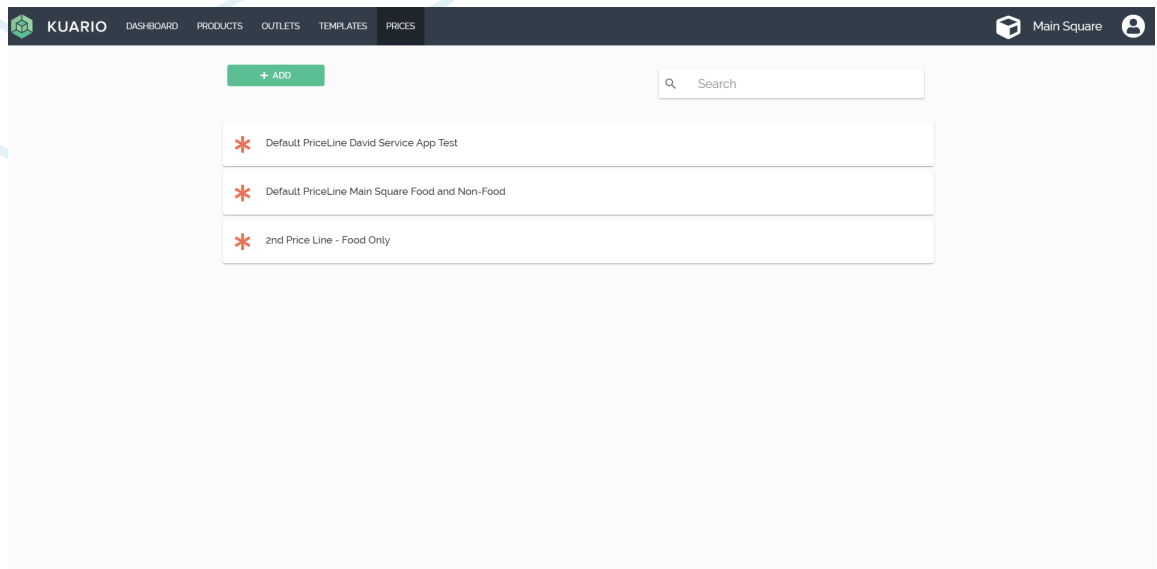 KUARIO DASHBOARD PRODUCTS OUTLETS TEMPLATES PRICES Main Square
+ ADD
Search
Default PriceLine David Service App Test
Default PriceLine Main Square Food and Non-Food
2nd Price Line - Food Only